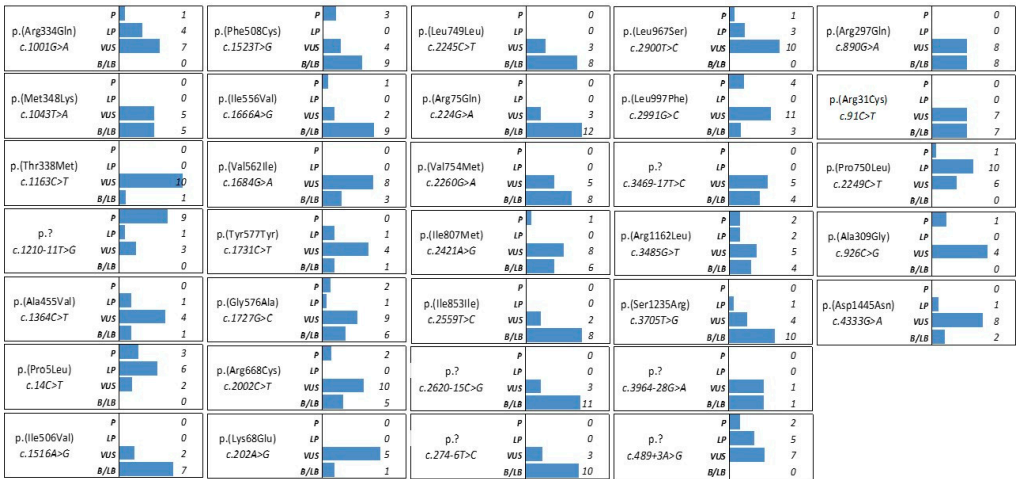 P 1
p.(Arg334Gln) LP 4
c.1001G>A VUS 7
B/LB 0
P 3
p.(Phe508Cys) LP 0
c.1523T>G VUS 4
B/LB 9
P 0
p.(Leu749Leu) LP 0
c.2245C>T VUS 3
B/LB 8
P 1
p.(Leu967Ser) LP 3
c.2900T>C VUS 10
B/LB 0
P 0
p.(Arg297Gln) LP 0
c.890G>A VUS 8
B/LB 8
P 0
p.(Met348Lys) LP 0
c.1043T>A VUS 5
B/LB 5
P 1
p.(Ile556Val) LP 0
c.1666A>G VUS 2
B/LB 9
P 0
p.(Arg75Gln) LP 0
c.224G>A VUS 3
B/LB 12
P 4
p.(Leu997Phe) LP 0
c.2991G>C VUS 11
B/LB 3
P 0
p.(Arg31Cys) LP 0
c.91C>T VUS 7
B/LB 7
P 0
p.(Thr338Met) LP 0
c.1163C>T VUS 10
B/LB 1
P 0
p.(Val562Ile) LP 0
c.1684G>A VUS 8
B/LB 3
P 0
p.(Val754Met) LP 0
c.2260G>A VUS 5
B/LB 8
P 0
p.? LP 0
c.3469-17T>C VUS 5
B/LB 4
P 1
p.(Pro750Leu) LP 10
c.2249C>T VUS 6
B/LB 0
P 9
p.? LP 1
c.1210-11T>G VUS 3
B/LB 0
P 0
p.(Tyr577Tyr) LP 1
c.1731C>T VUS 4
B/LB 1
P 1
p.(Ile807Met) LP 0
c.2421A>G VUS 8
B/LB 6
P 2
p.(Arg1162Leu) LP 2
c.3485G>T VUS 5
B/LB 4
P 1
p.(Ala309Gly) LP 0
c.926C>G VUS 4
B/LB 0
P 0
p.(Ala455Val) LP 1
c.1364C>T VUS 4
B/LB 1
P 2
p.(Gly576Ala) LP 1
c.1727G>C VUS 9
B/LB 6
P 0
p.(Ile853Ile) LP 0
c.2559T>C VUS 2
B/LB 8
P 0
p.(Ser1235Arg) LP 1
c.3705T>G VUS 4
B/LB 10
P 0
p.(Asp1445Asn) LP 1
c.4333G>A VUS 8
B/LB 2
P 3
p.(Pro5Leu) LP 6
c.14C>T VUS 2
B/LB 0
P 2
p.(Arg668Cys) LP 0
c.2002C>T VUS 10
B/LB 5
P 0
p.? LP 0
c.2620-15C>G VUS 3
B/LB 11
P 0
p.? LP 0
c.3964-28G>A VUS 1
B/LB 1
P 0
p.(Ile506Val) LP 0
c.1516A>G VUS 2
B/LB 7
P 0
p.(Lys68Glu) LP 0
c.202A>G VUS 5
B/LB 1
P 0
p.? LP 0
c.274-6T>C VUS 3
B/LB 10
P 2
p.? LP 5
c.489+3A>G VUS 7
B/LB 0